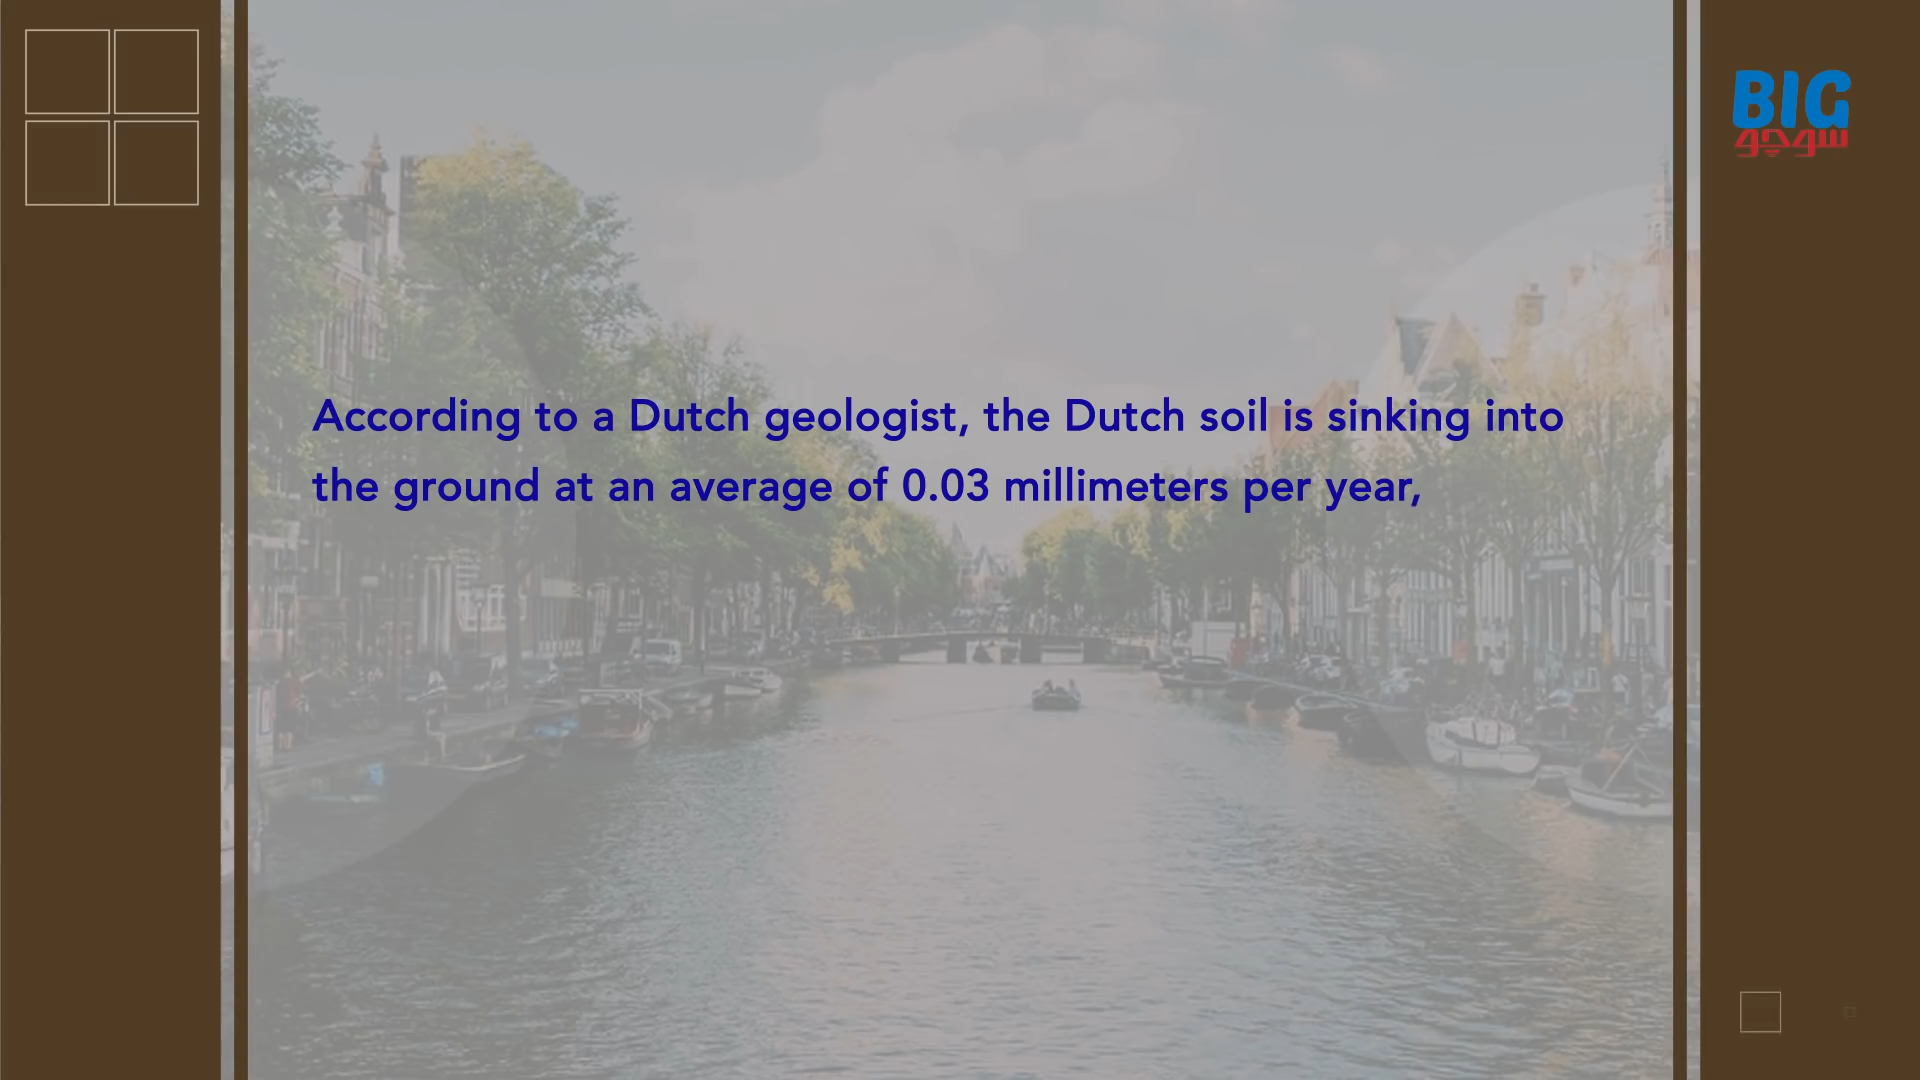 BIG
سوچو
According to a Dutch geologist, the Dutch soil is sinking into
the ground at an average of 0.03 millimeters per year,